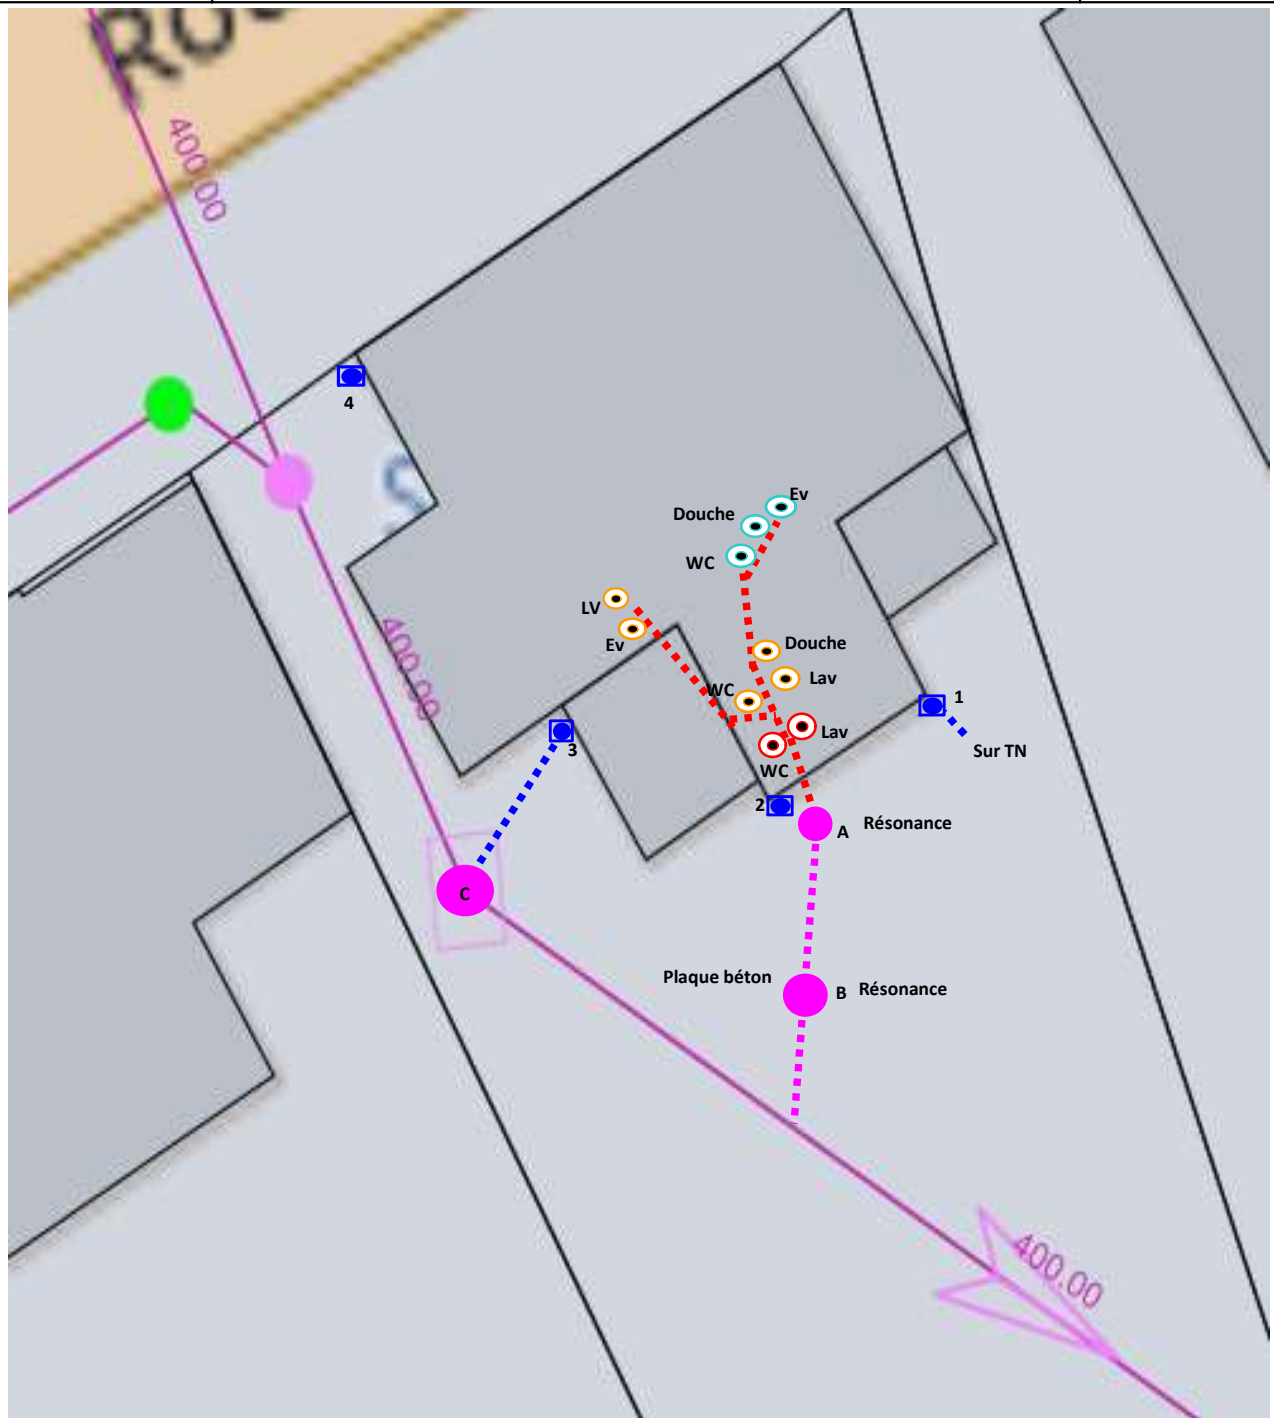 400.00
4
Ev
Douche
WC
LV
Ev
400.00
Douche
WC
Lav
1
Lav
3
Sur TN
WC
2
A
Résonance
C
Plaque béton
B
Résonance
400.00